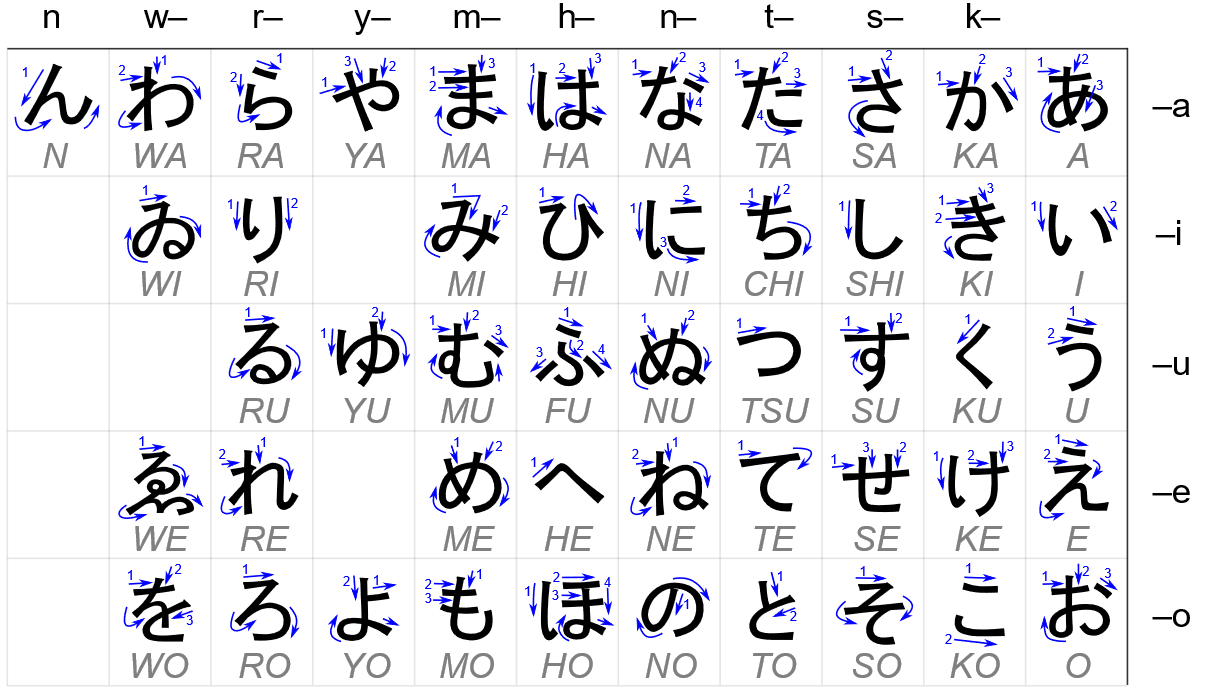 n w– r– y– m– h– n– t– s– k–
ん わ ら や ま は な た さ か あ –a
N WA RA YA MA HA NA TA SA KA A
ゐ り み ひ に ち し き い –i
WI RI MI HI NI CHI SHI KI I
る ゆ む ふ ぬ つ す く う –u
RU YU MU FU NU TSU SU KU U
ゑ れ め へ ね て せ け え –e
WE RE ME HE NE TE SE KE E
を ろ よ も ほ の と そ こ お –o
WO RO YO MO HO NO TO SO KO O